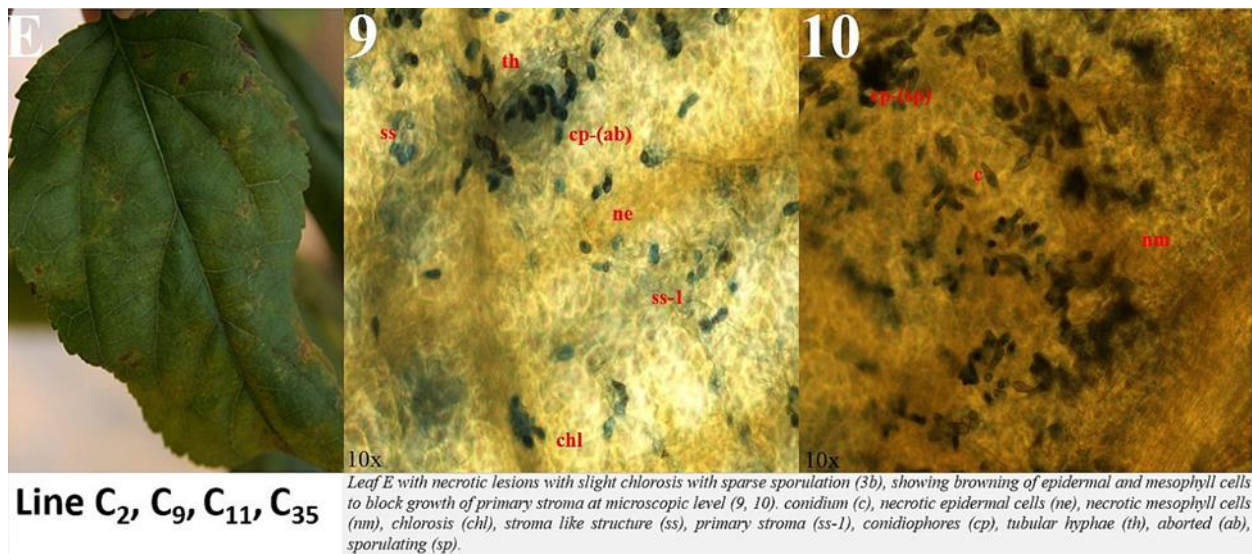 E
9
th
ss
cp-(ab)
ne
ss-1
chl
10x
10
cp-(sp)
c
nm
10x
Line C₂, C₉, C₁₁, C₃₅
Leaf E with necrotic lesions with slight chlorosis with sparse sporulation (3b), showing browning of epidermal and mesophyll cells
to block growth of primary stroma at microscopic level (9, 10). conidium (c), necrotic epidermal cells (ne), necrotic mesophyll cells
(nm), chlorosis (chl), stroma like structure (ss), primary stroma (ss-1), conidiophores (cp), tubular hyphae (th), aborted (ab),
sporulating (sp).